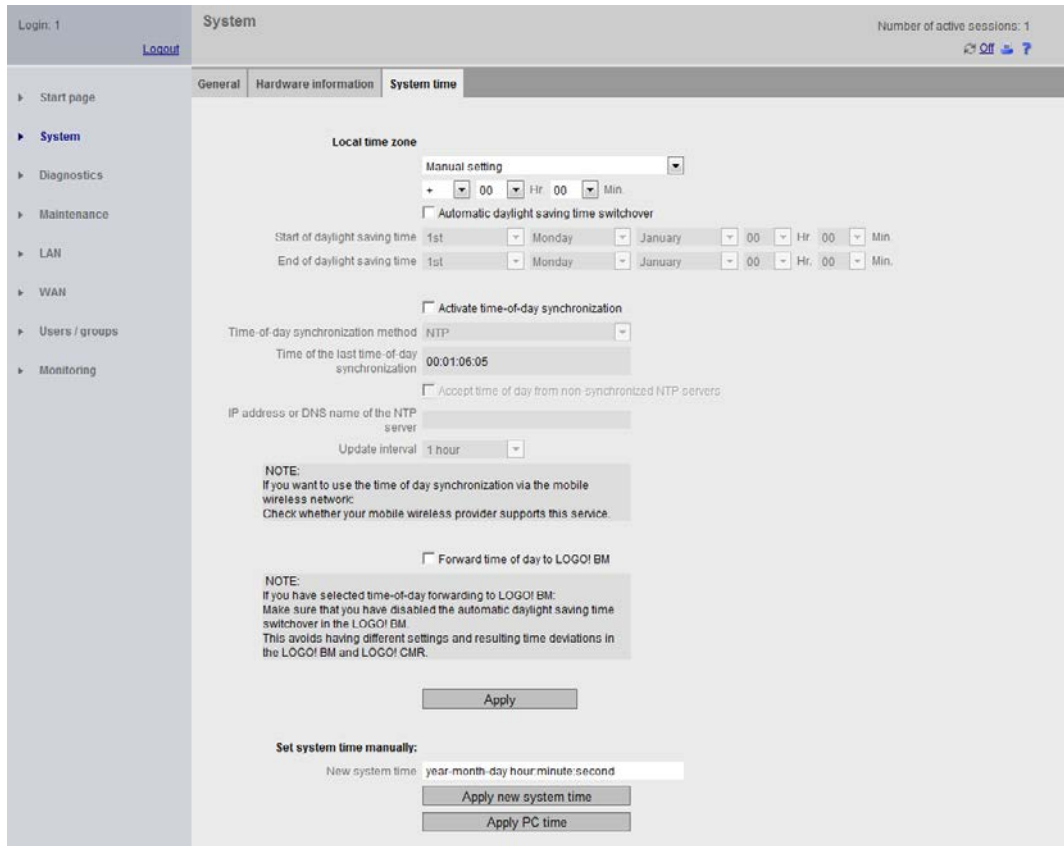 Login: 1
System
Number of active sessions: 1
Logout
Off ?
General Hardware information System time
Start page
System
Diagnostics
Maintenance
LAN
WAN
Users / groups
Monitoring
Local time zone
Manual setting
+ 00 Hr 00 Min.
Automatic daylight saving time switchover
Start of daylight saving time 1st Monday January 00 Hr 00 Min
End of daylight saving time 1st Monday January 00 Hr. 00 Min.
Activate time-of-day synchronization
Time-of-day synchronization method NTP
Time of the last time-of-day
synchronization 00:01:06:05
Accept time of day from non-synchronized NTP servers
IP address or DNS name of the NTP
server
Update interval 1 hour
NOTE:
If you want to use the time of day synchronization via the mobile
wireless network:
Check whether your mobile wireless provider supports this service.
Forward time of day to LOGO! BM
NOTE:
If you have selected time-of-day forwarding to LOGO! BM:
Make sure that you have disabled the automatic daylight saving time
switchover in the LOGO! BM.
This avoids having different settings and resulting time deviations in
the LOGO! BM and LOGO! CMR.
Apply
Set system time manually:
New system time year-month-day hour:minute:second
Apply new system time
Apply PC time